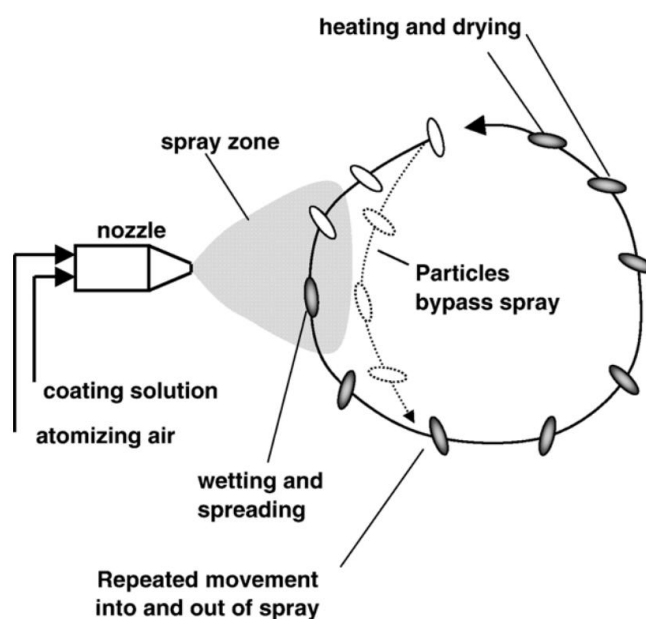 heating and drying
spray zone
nozzle
Particles
bypass spray
coating solution
atomizing air
wetting and
spreading
Repeated movement
into and out of spray